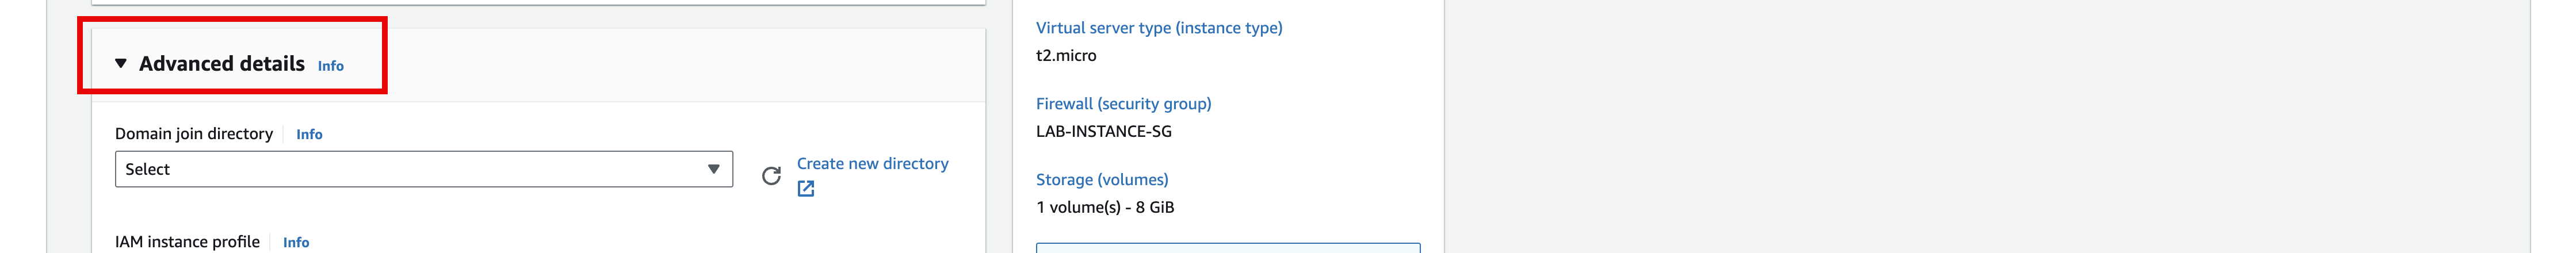 Advanced details Info
Domain join directory Info
Select
Create new directory
IAM instance profile Info
Virtual server type (instance type)
t2.micro
Firewall (security group)
LAB-INSTANCE-SG
Storage (volumes)
1 volume(s) - 8 GiB